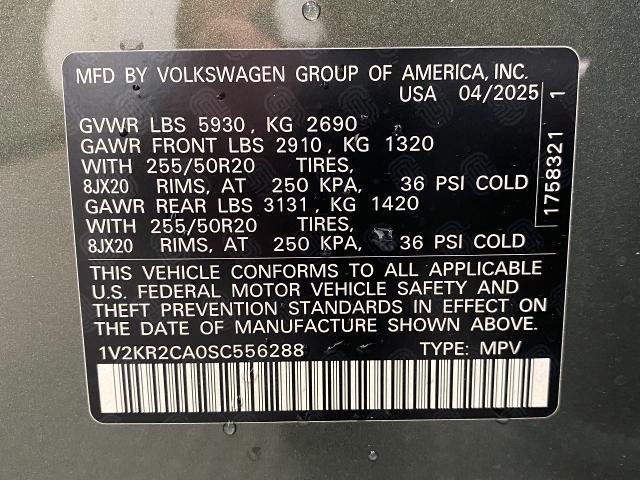 MFD BY VOLKSWAGEN GROUP OF AMERICA, INC.
USA 04/2025
GVWR LBS 5930, KG 2690
GAWR FRONT LBS 2910, KG 1320
WITH 255/50R20 TIRES,
8JX20 RIMS, AT 250 KPA, 36 PSI COLD
GAWR REAR LBS 3131, KG 1420
WITH 255/50R20 TIRES,
8JX20 RIMS, AT 250 KPA, 36 PSI COLD
1758321 1
THIS VEHICLE CONFORMS TO ALL APPLICABLE
U.S. FEDERAL MOTOR VEHICLE SAFETY AND
THEFT PREVENTION STANDARDS IN EFFECT ON
THE DATE OF MANUFACTURE SHOWN ABOVE.
1V2KR2CA0SC556288 TYPE: MPV